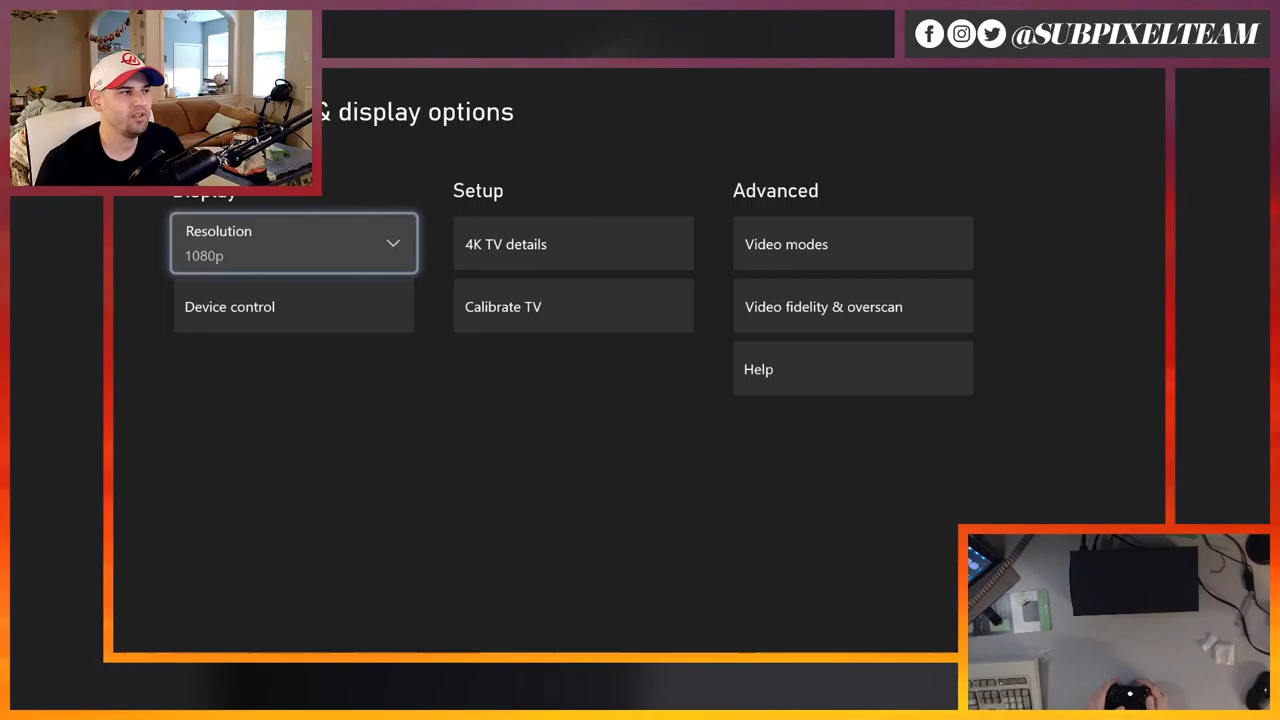 @SUBPIXELTEAM
& display options
Display
Resolution
1080p
Device control
Setup
4K TV details
Calibrate TV
Advanced
Video modes
Video fidelity & overscan
Help